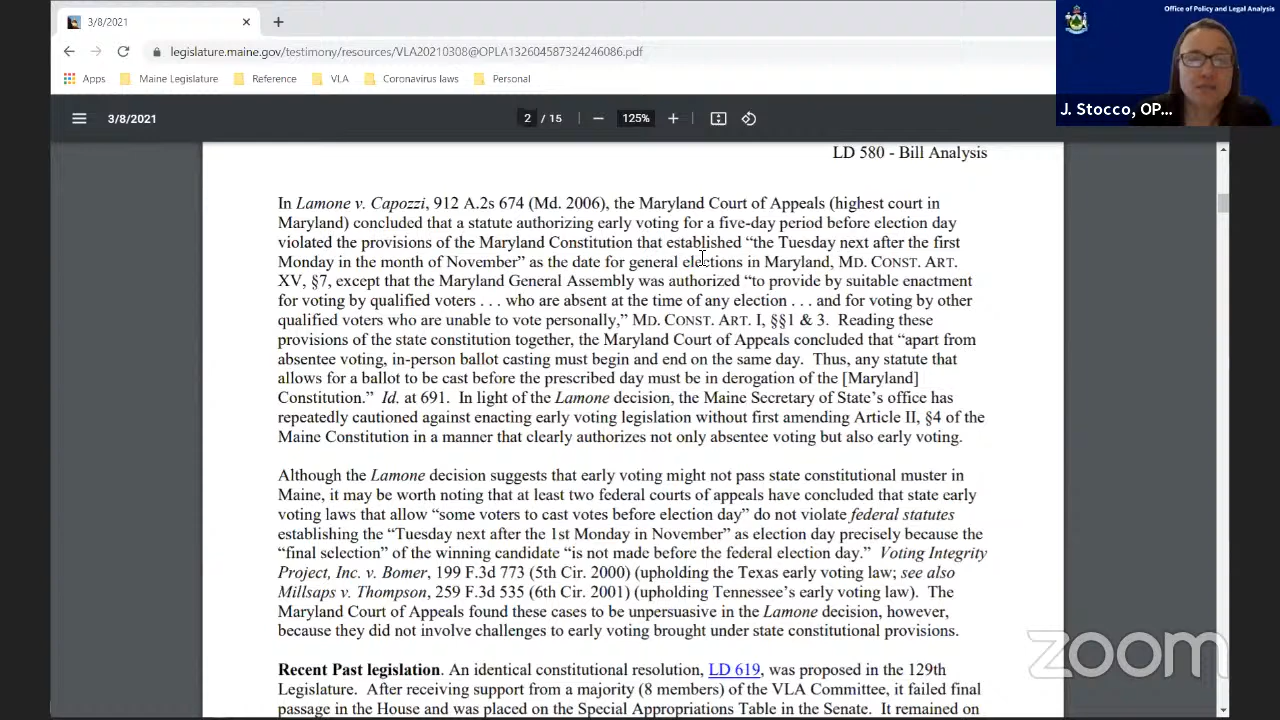 3/8/2021
Office of Policy and Legal Analysis
legislature.maine.gov/testimony/resources/VLA20210308@OPLA132604587324246086.pdf
Apps
Maine Legislature
Reference
VLA
Coronavirus laws
Personal
J. Stocco, OP...
3/8/2021
2 / 15
125%
LD 580 - Bill Analysis
In Lamone v. Capozzi, 912 A.2s 674 (Md. 2006), the Maryland Court of Appeals (highest court in
Maryland) concluded that a statute authorizing early voting for a five-day period before election day
violated the provisions of the Maryland Constitution that established “the Tuesday next after the first
Monday in the month of November” as the date for general elections in Maryland, MD. CONST. ART.
XV, §7, except that the Maryland General Assembly was authorized “to provide by suitable enactment
for voting by qualified voters . . . who are absent at the time of any election . . . and for voting by other
qualified voters who are unable to vote personally,” MD. CONST. ART. I, §§1 & 3.  Reading these
provisions of the state constitution together, the Maryland Court of Appeals concluded that “apart from
absentee voting, in-person ballot casting must begin and end on the same day.  Thus, any statute that
allows for a ballot to be cast before the prescribed day must be in derogation of the [Maryland]
Constitution.”  Id. at 691.  In light of the Lamone decision, the Maine Secretary of State’s office has
repeatedly cautioned against enacting early voting legislation without first amending Article II, §4 of the
Maine Constitution in a manner that clearly authorizes not only absentee voting but also early voting.
Although the Lamone decision suggests that early voting might not pass state constitutional muster in
Maine, it may be worth noting that at least two federal courts of appeals have concluded that state early
voting laws that allow “some voters to cast votes before election day” do not violate federal statutes
establishing the “Tuesday next after the 1st Monday in November” as election day precisely because the
“final selection” of the winning candidate “is not made before the federal election day.”  Voting Integrity
Project, Inc. v. Bomer, 199 F.3d 773 (5th Cir. 2000) (upholding the Texas early voting law; see also
Millsaps v. Thompson, 259 F.3d 535 (6th Cir. 2001) (upholding Tennessee’s early voting law).  The
Maryland Court of Appeals found these cases to be unpersuasive in the Lamone decision, however,
because they did not involve challenges to early voting brought under state constitutional provisions.
zoom
Recent Past legislation.  An identical constitutional resolution, LD 619, was proposed in the 129th
Legislature.  After receiving support from a majority (8 members) of the VLA Committee, it failed final
passage in the House and was placed on the Special Appropriations Table in the Senate.  It remained on